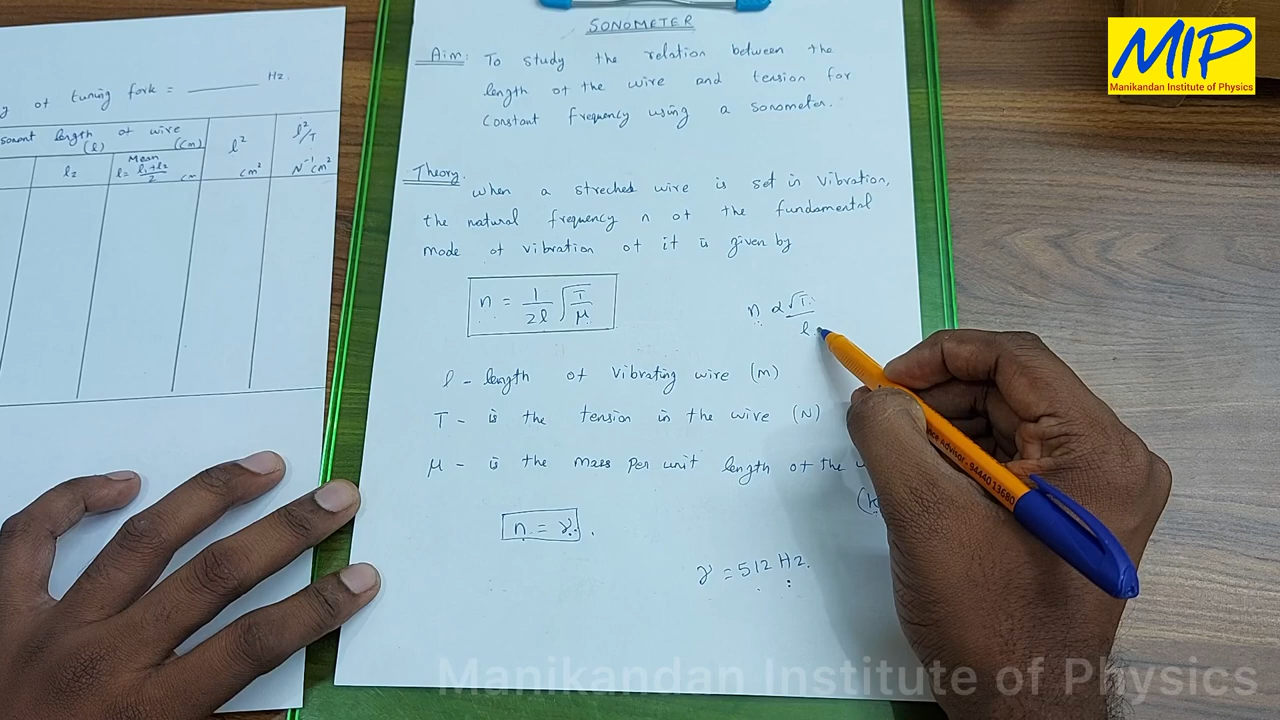 MIP
Manikandan Institute of Physics
y of tuning fork = ______ Hz.
sonant length of wire
(l) (cm)
l²
l²/T
l₂
Mean
l = l₁+l₂/2 cm
cm²
N⁻¹cm²
SONOMETER
Aim: To study the relation between the
length of the wire and tension for
Constant frequency using a sonometer.
Theory.
When a streched wire is set in vibration,
the natural frequency n of the fundamental
mode of vibration of it is given by
n = 1/2l √T/μ
n ∝ √T/l
l - length of vibrating wire (m)
T - is the tension in the wire (N)
μ - is the mass per unit length of the
n = γ.
γ = 512 Hz.
Manikandan Institute of Physics